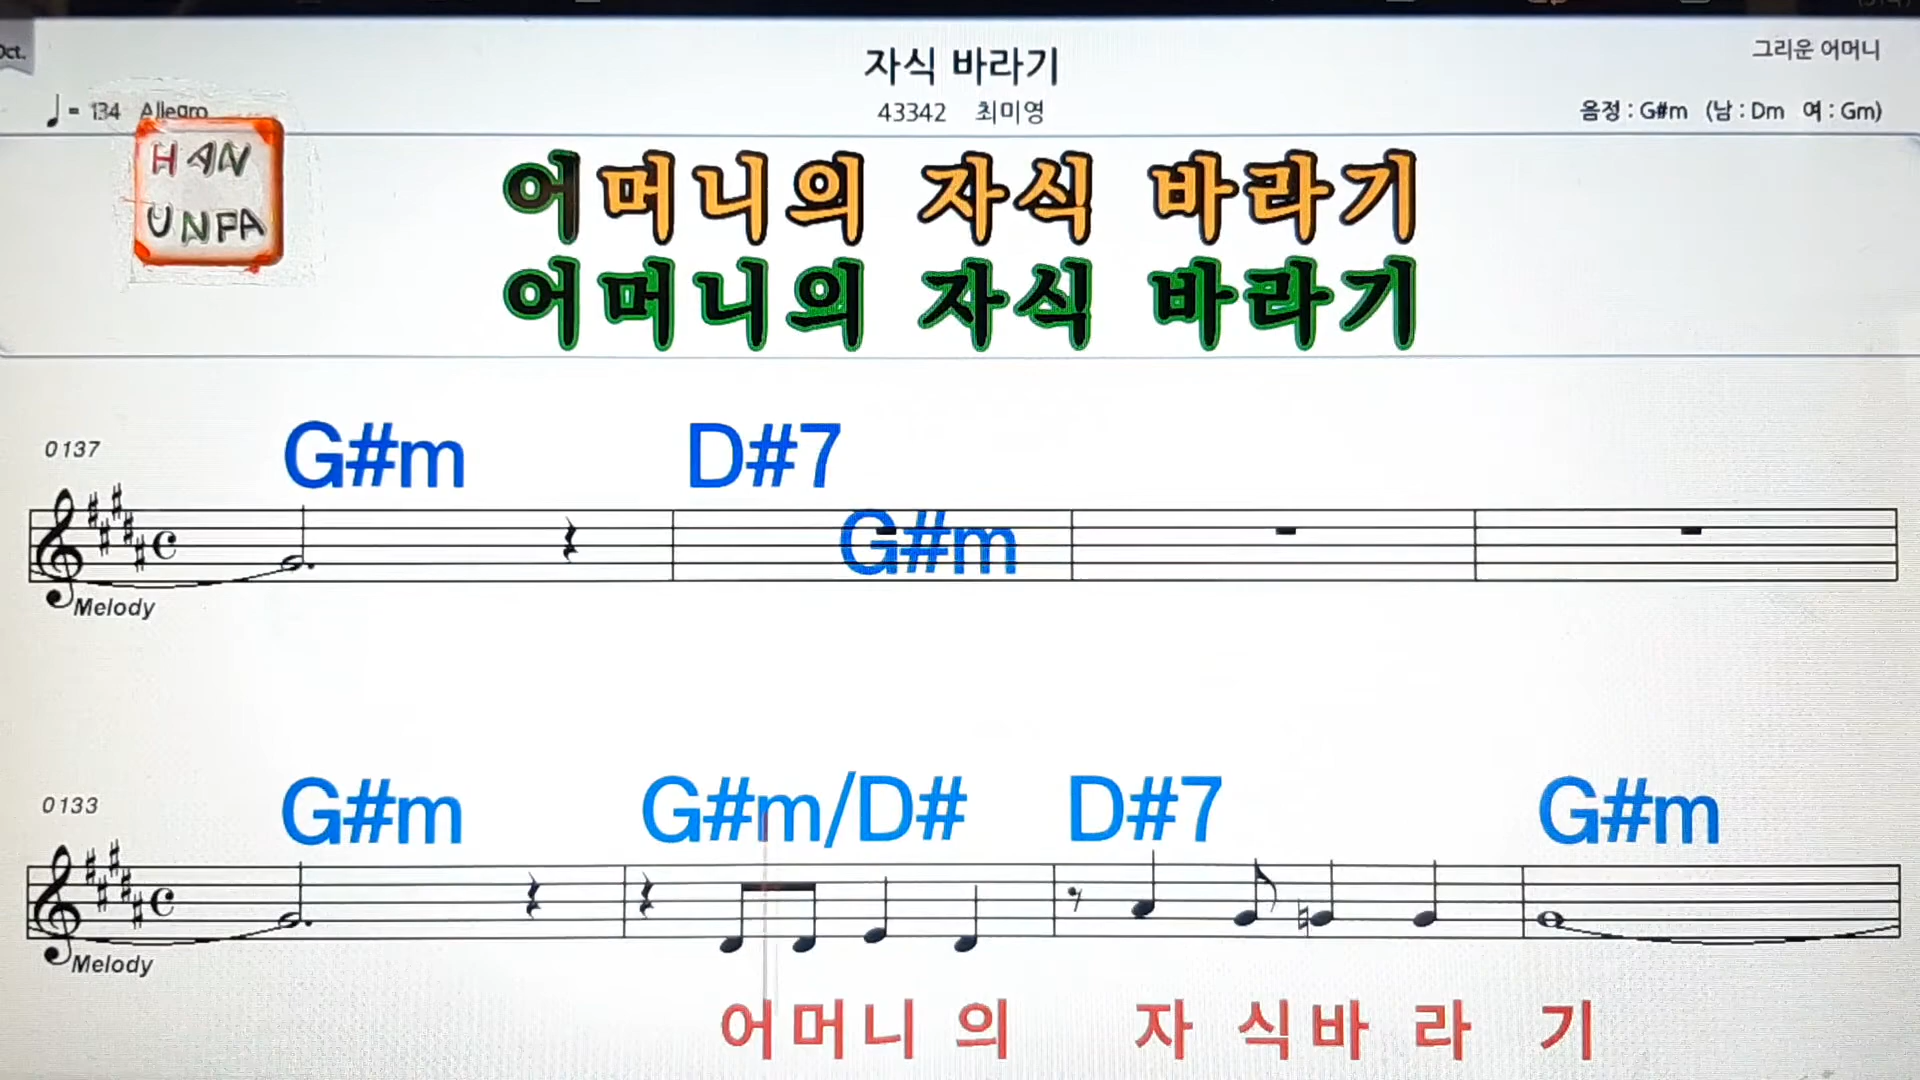 Oct.
자식 바라기
그리운 어머니
♩= 134 Allegro
43342 최미영
음정 : G#m (남 : Dm 여 : Gm)
HAN
UNPA
어머니의 자식 바라기
어머니의 자식 바라기
0137
G#m D#7
G#m
Melody
0133
G#m G#m/D# D#7 G#m
Melody
어머니 의 자 식바 라 기